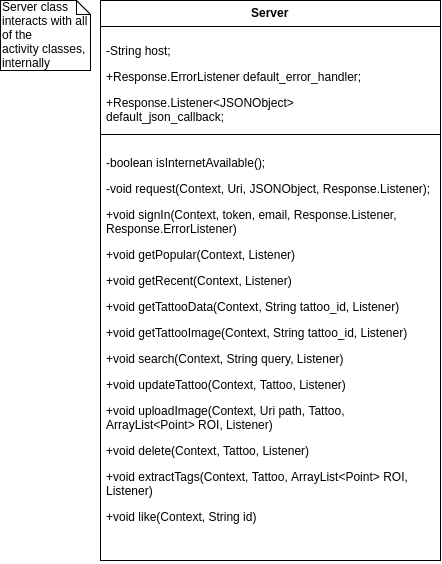 Server class
interacts with all
of the
activity classes,
internally
Server
-String host;
+Response.ErrorListener default_error_handler;
+Response.Listener<JSONObject>
default_json_callback;
-boolean isInternetAvailable();
-void request(Context, Uri, JSONObject, Response.Listener);
+void signIn(Context, token, email, Response.Listener,
Response.ErrorListener)
+void getPopular(Context, Listener)
+void getRecent(Context, Listener)
+void getTattooData(Context, String tattoo_id, Listener)
+void getTattooImage(Context, String tattoo_id, Listener)
+void search(Context, String query, Listener)
+void updateTattoo(Context, Tattoo, Listener)
+void uploadImage(Context, Uri path, Tattoo,
ArrayList<Point> ROI, Listener)
+void delete(Context, Tattoo, Listener)
+void extractTags(Context, Tattoo, ArrayList<Point> ROI,
Listener)
+void like(Context, String id)